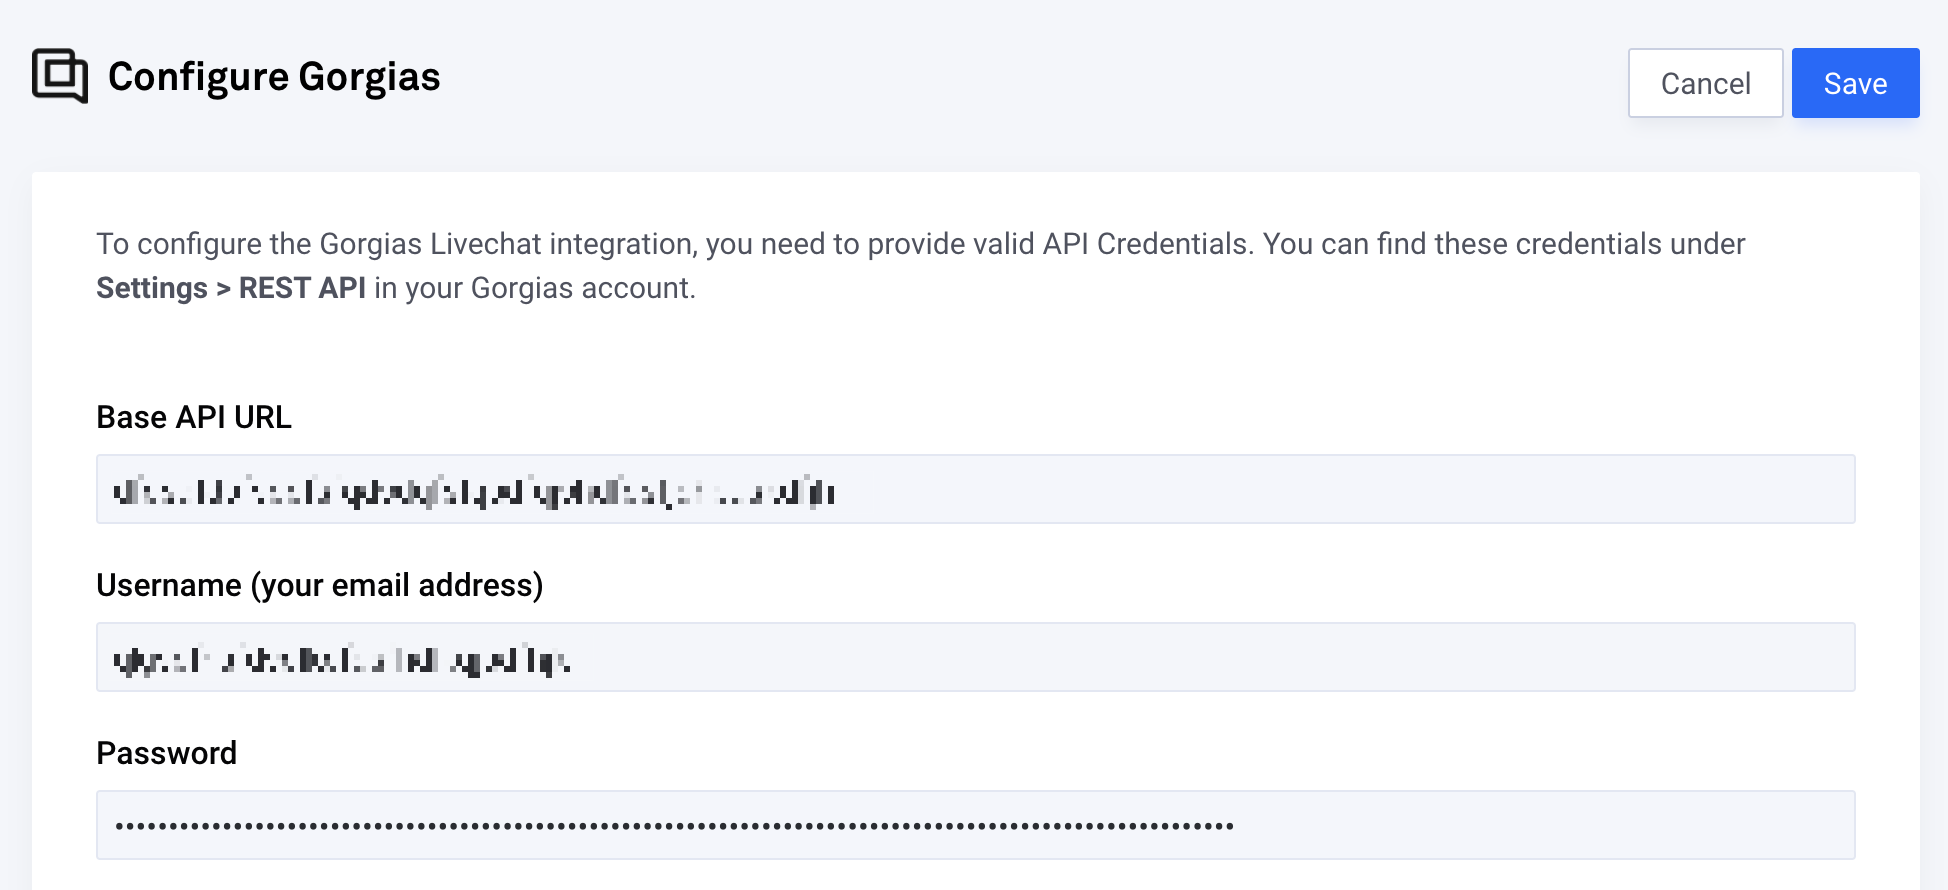 Configure Gorgias
Cancel
Save
To configure the Gorgias Livechat integration, you need to provide valid API Credentials. You can find these credentials under
Settings > REST API in your Gorgias account.
Base API URL
Username (your email address)
Password